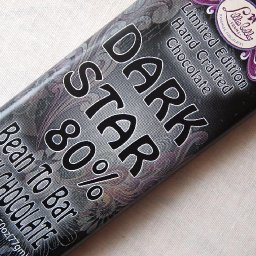 Limited Edition
Hand Crafted
Chocolate
DARK
STAR
80%
Bean To Bar
CHOCOLATE